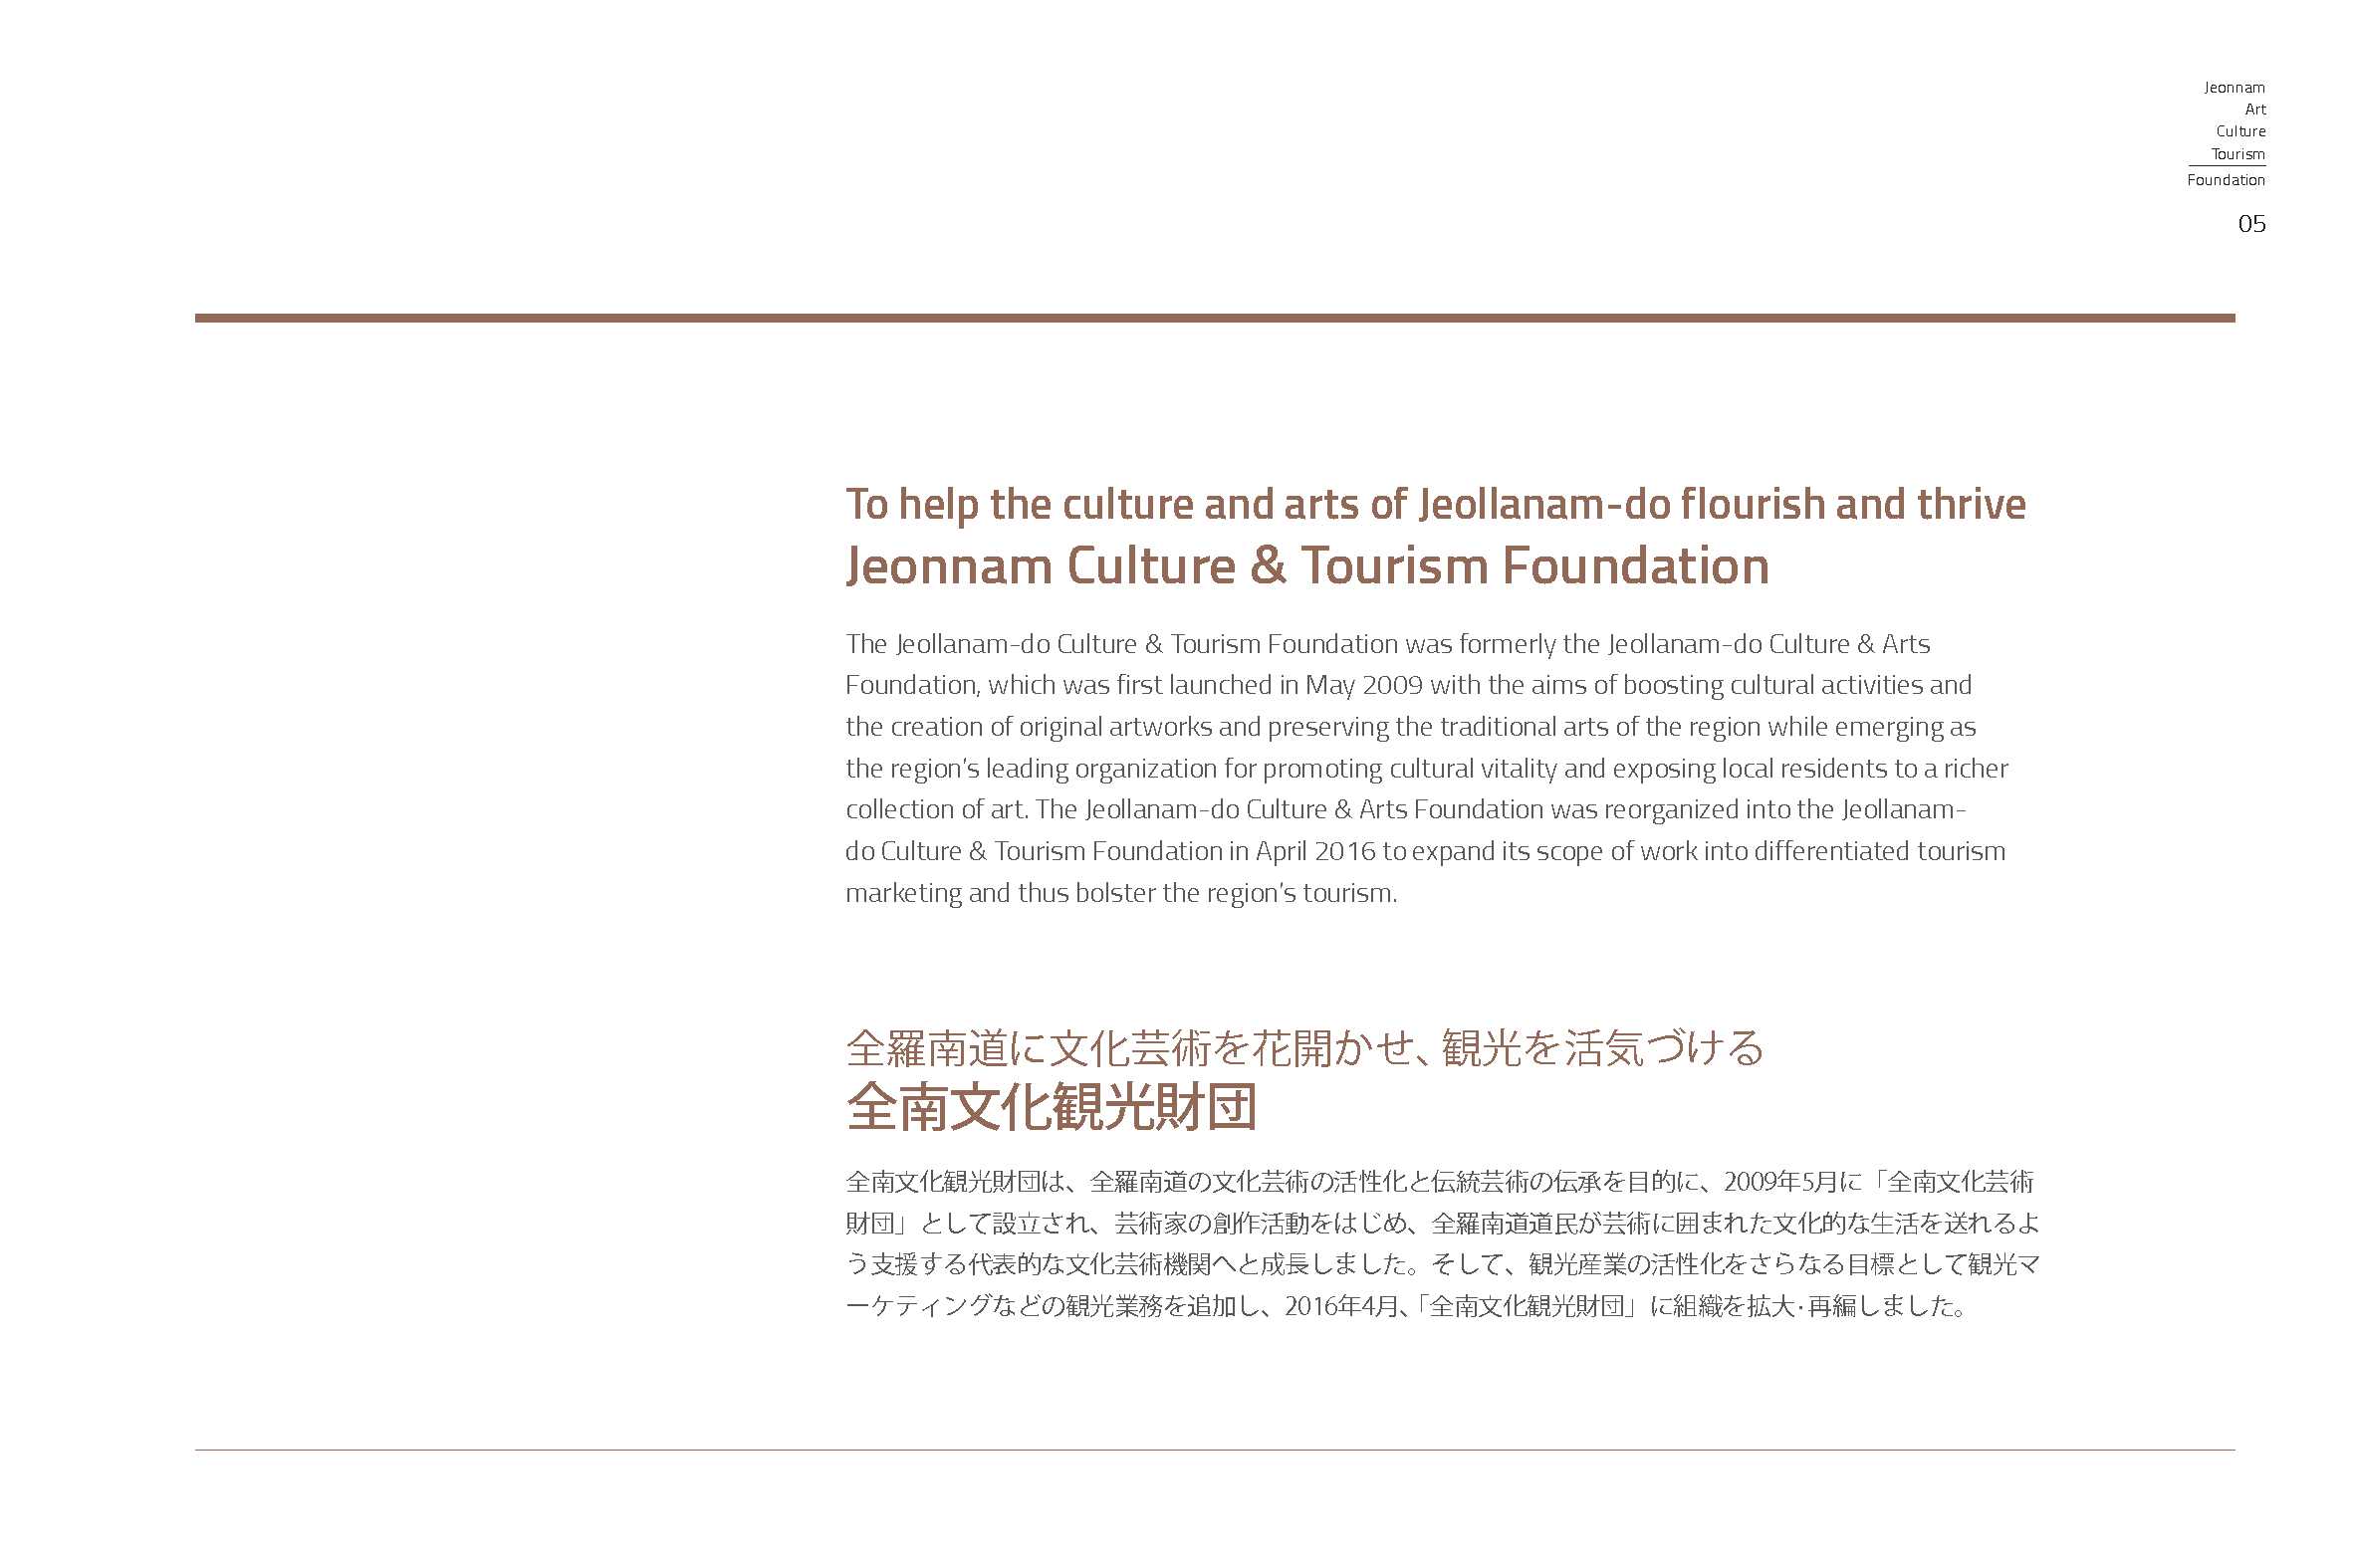 Jeonnam
Art
Culture
Tourism
Foundation
05
To help the culture and arts of Jeollanam-do flourish and thrive
Jeonnam Culture & Tourism Foundation
The Jeollanam-do Culture & Tourism Foundation was formerly the Jeollanam-do Culture & Arts
Foundation, which was first launched in May 2009 with the aims of boosting cultural activities and
the creation of original artworks and preserving the traditional arts of the region while emerging as
the region’s leading organization for promoting cultural vitality and exposing local residents to a richer
collection of art. The Jeollanam-do Culture & Arts Foundation was reorganized into the Jeollanam-
do Culture & Tourism Foundation in April 2016 to expand its scope of work into differentiated tourism
marketing and thus bolster the region’s tourism.
全羅南道に文化芸術を花開かせ、観光を活気づける
全南文化観光財団
全南文化観光財団は、全羅南道の文化芸術の活性化と伝統芸術の伝承を目的に、2009年5月に「全南文化芸術
財団」として設立され、芸術家の創作活動をはじめ、全羅南道道民が芸術に囲まれた文化的な生活を送れるよ
う支援する代表的な文化芸術機関へと成長しました。そして、観光産業の活性化をさらなる目標として観光マ
ーケティングなどの観光業務を追加し、2016年4月、「全南文化観光財団」に組織を拡大·再編しました。